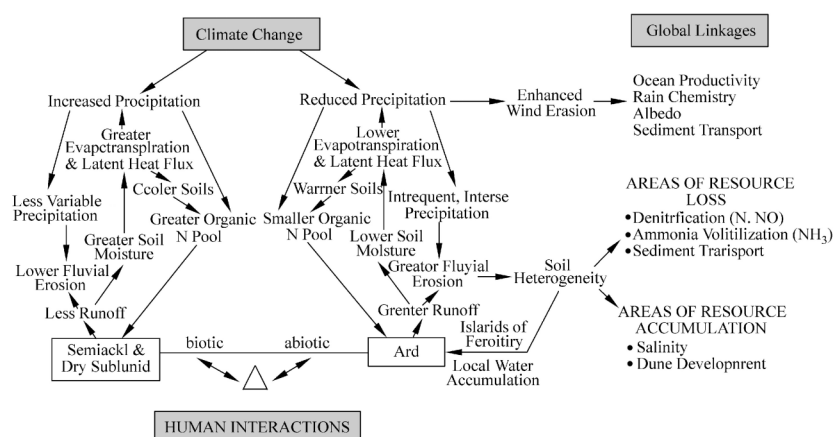 Climate Change
Global Linkages
Increased Procipitation
Reduced Precipitation
Enhanced
Wind Erasion
Ocean Productivity
Rain Chemistry
Albedo
Sediment Transport
Greater
Evapctranspiration
& Latent Heat Flux
Lower
Evapotranspiration
& Latent Heat Flux
Ccoler Soils
Warrner Soils
Less Variable
Precipitation
Greater Organic
N Pool
Smaller Organic
N Pool
Intrequent, Interse
Precipitation
AREAS OF RESOURCE
LOSS
•Denitrfication (N. NO)
•Ammonia Volitilization (NH₃)
•Sediment Trarisport
Greater Soil
Moisture
Lower Soil
Molsture
Lower Fluvial
Erosion
Greator Fluyial
Erosion
Soil
Heterogeneity
Less Runoff
Grenter Runoff
AREAS OF RESOURCE
ACCUMULATION
• Salinity
• Dune Developnrent
Semiackl &
Dry Sublunid
biotic
abiotic
Ard
Islarids of
Feroitry
Local Water
Accumulation
HUMAN INTERACTIONS